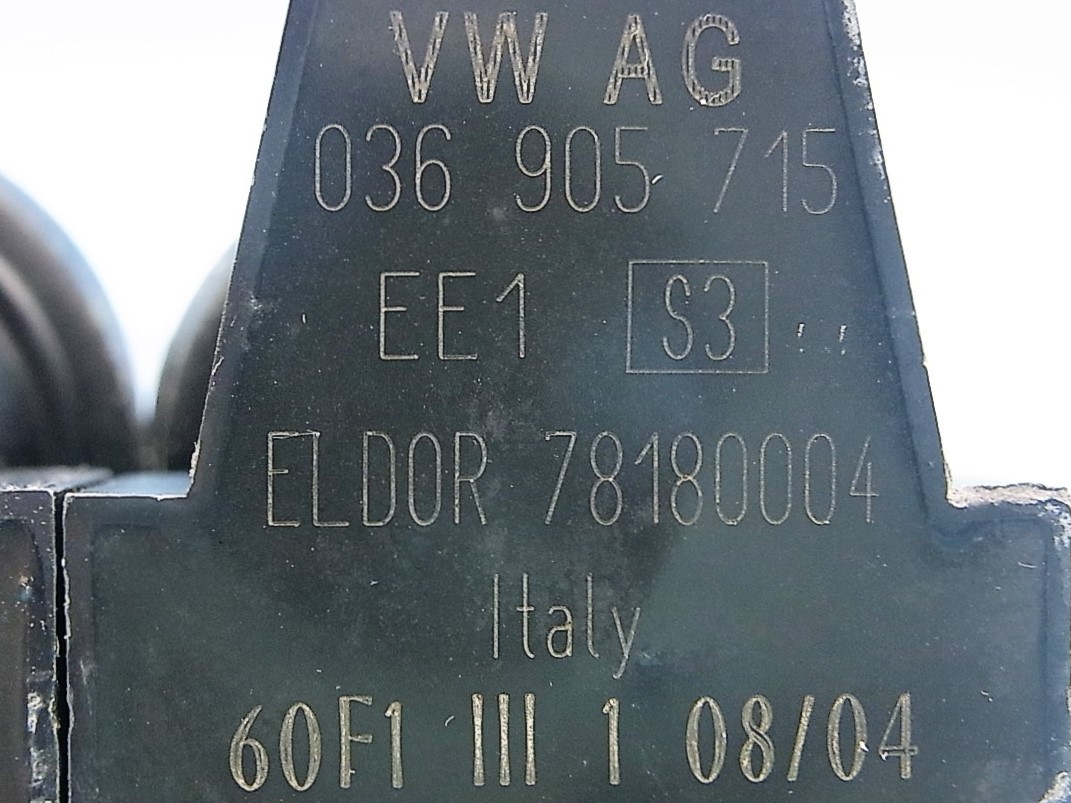 VW AG
036 905 715
EE1 S3
ELDOR 78180004
Italy
60F1 III 1 08/04